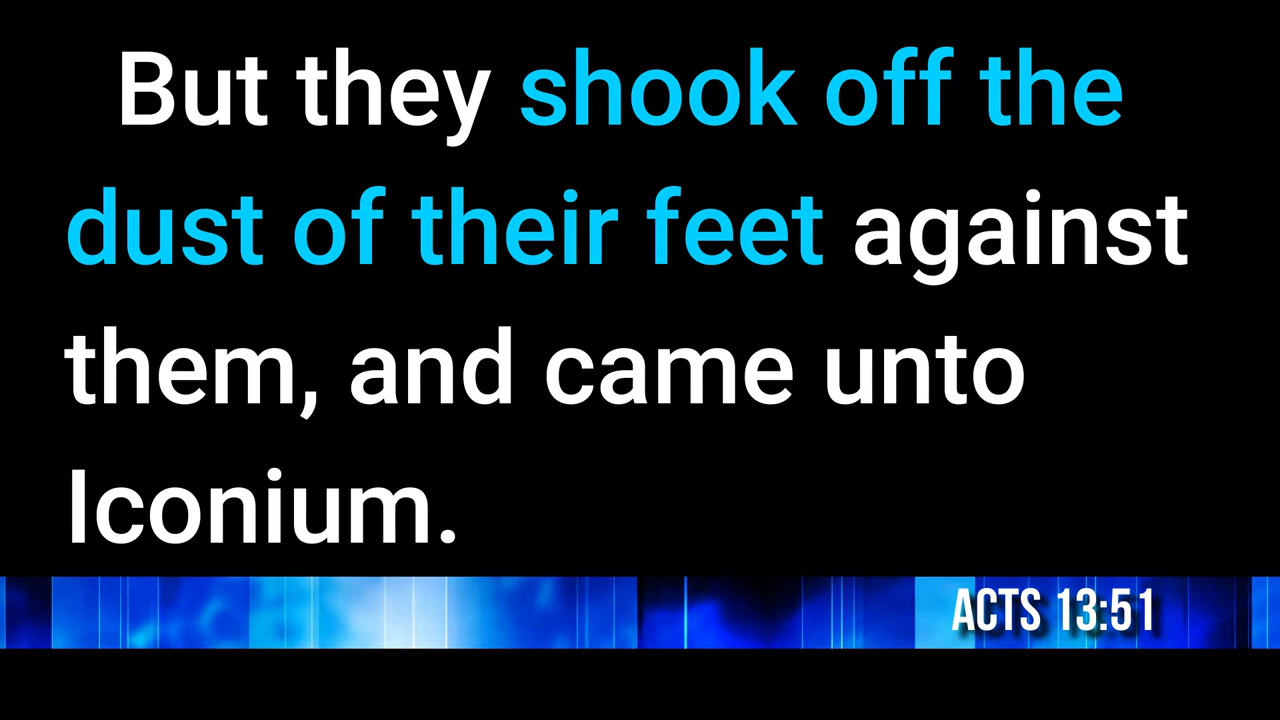 But they shook off the
dust of their feet against
them, and came unto
Iconium.
ACTS 13:51